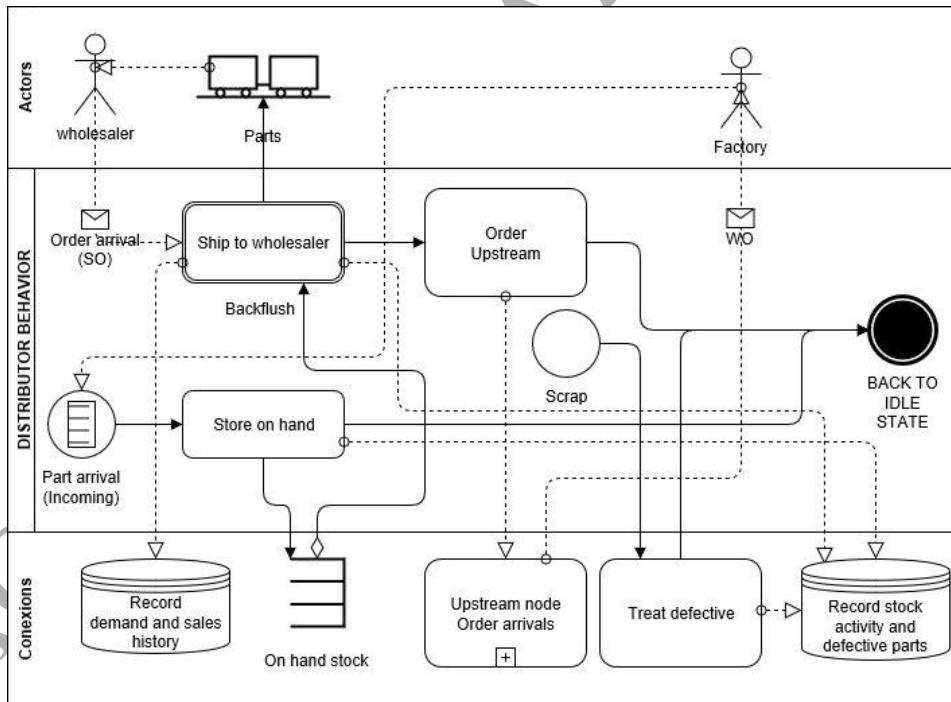 Actors
wholesaler
Parts
Factory
DISTRIBUTOR BEHAVIOR
Order arrival
(SO)
Ship to wholesaler
Order
Upstream
WO
Backflush
Scrap
BACK TO
IDLE
STATE
Part arrival
(Incoming)
Store on hand
Conexions
Record
demand and sales
history
On hand stock
Upstream node
Order arrivals
Treat defective
Record stock
activity and
defective parts